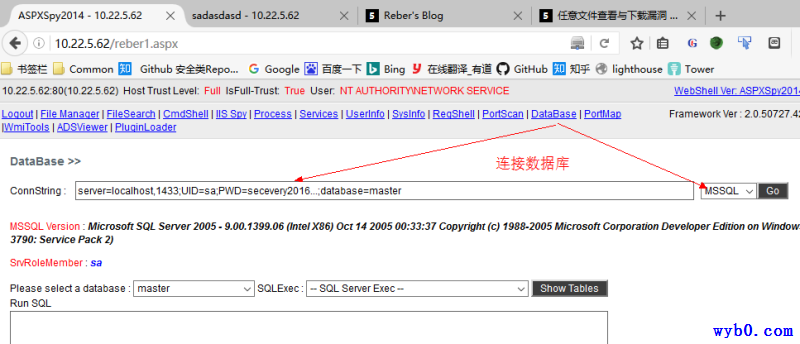 ASPXSpy2014 - 10.22.5.62 × sadasdasd - 10.22.5.62 × 5 Reber's Blog × 5 任意文件查看与下载漏洞 ...
10.22.5.62/reber1.aspx
书签栏 Common Github 安全类Repo... G Google 百度一下 Bing Y 在线翻译_有道 GitHub 知 知乎 lighthouse Tower
10.22.5.62:80(10.22.5.62) Host Trust Level: Full IsFull-Trust: True User: NT AUTHORITY\NETWORK SERVICE WebShell Ver: ASPXSpy2014
Logout | File Manager | FileSearch | CmdShell | IIS Spy | Process | Services | UserInfo | SysInfo | RegShell | PortScan | DataBase | PortMap Framework Ver : 2.0.50727.42
|WmiTools | ADSViewer | PluginLoader
DataBase >>
连接数据库
ConnString : server=localhost,1433;UID=sa;PWD=secevery2016...;database=master MSSQL Go
MSSQL Version : Microsoft SQL Server 2005 - 9.00.1399.06 (Intel X86) Oct 14 2005 00:33:37 Copyright (c) 1988-2005 Microsoft Corporation Developer Edition on Windows
3790: Service Pack 2)
SrvRoleMember : sa
Please select a database : master SQLExec : -- SQL Server Exec -- Show Tables
Run SQL
wyb0.com